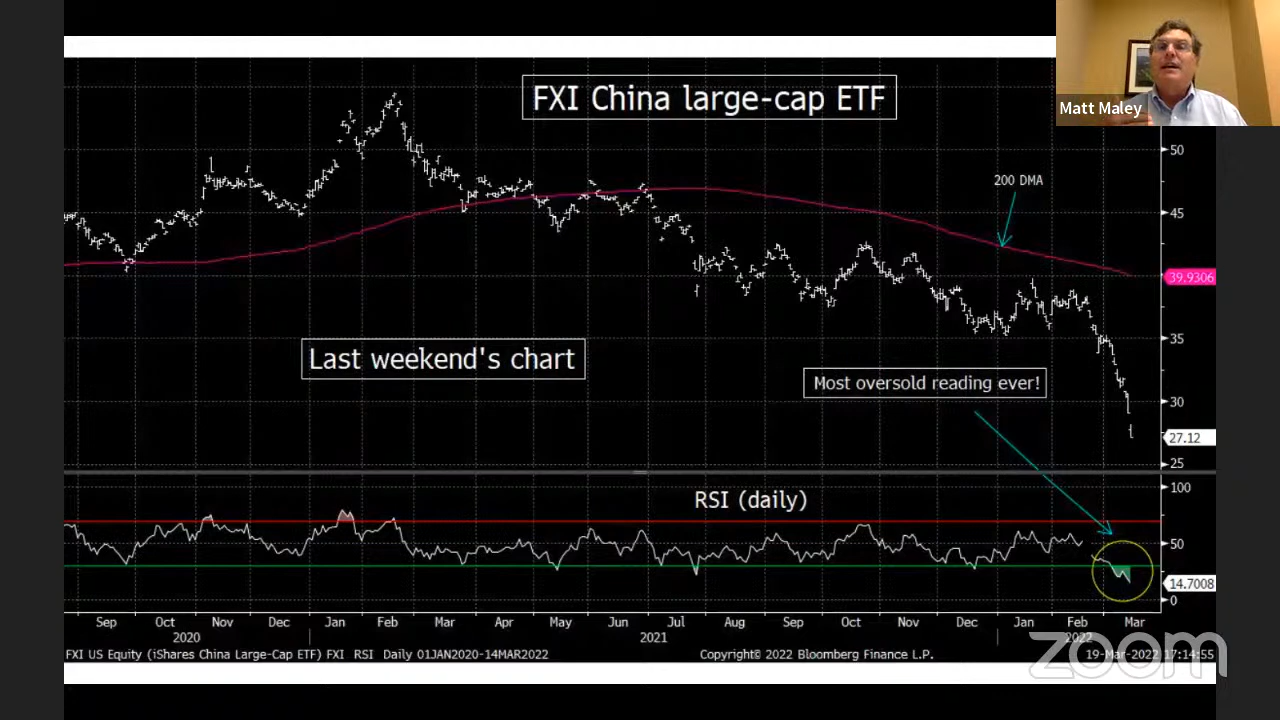 FXI China large-cap ETF
Matt Maley
50
200 DMA
45
39.9306
Last weekend's chart
35
Most oversold reading ever!
30
27.12
25
RSI (daily)
100
50
14.7008
0
Sep Oct Nov Dec Jan Feb Mar Apr May Jun Jul Aug Sep Oct Nov Dec Jan Feb Mar
2020 2021 2022
FXI US Equity (iShares China Large-Cap ETF) FXI RSI Daily 01JAN2020-14MAR2022 Copyright© 2022 Bloomberg Finance L.P. 19-Mar-2022 17:14:55
zoom